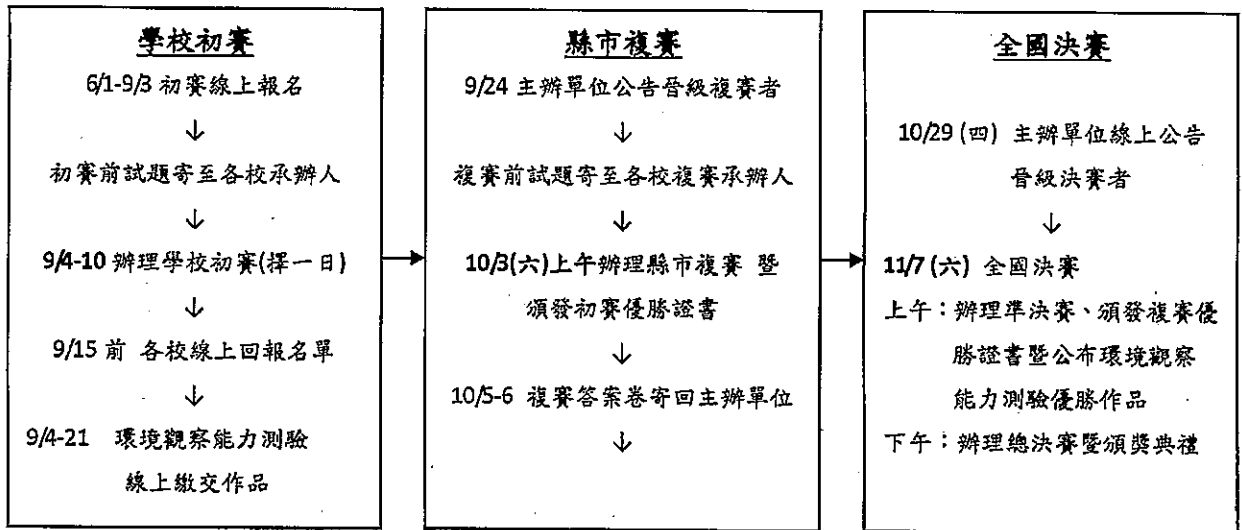 學校初賽
6/1-9/3 初賽線上報名
↓
初賽前試題寄至各校承辦人
↓
9/4-10 辦理學校初賽(擇一日)
↓
9/15 前 各校線上回報名單
↓
9/4-21 環境觀察能力測驗
線上繳交作品
縣市複賽
9/24 主辦單位公告晉級複賽者
↓
複賽前試題寄至各校複賽承辦人
↓
10/3(六)上午辦理縣市複賽 暨
頒發初賽優勝證書
↓
10/5-6 複賽答案卷寄回主辦單位
↓
全國決賽
10/29 (四) 主辦單位線上公告
晉級決賽者
↓
11/7 (六) 全國決賽
上午：辦理準決賽、頒發複賽優
勝證書暨公布環境觀察
能力測驗優勝作品
下午：辦理總決賽暨頒獎典禮